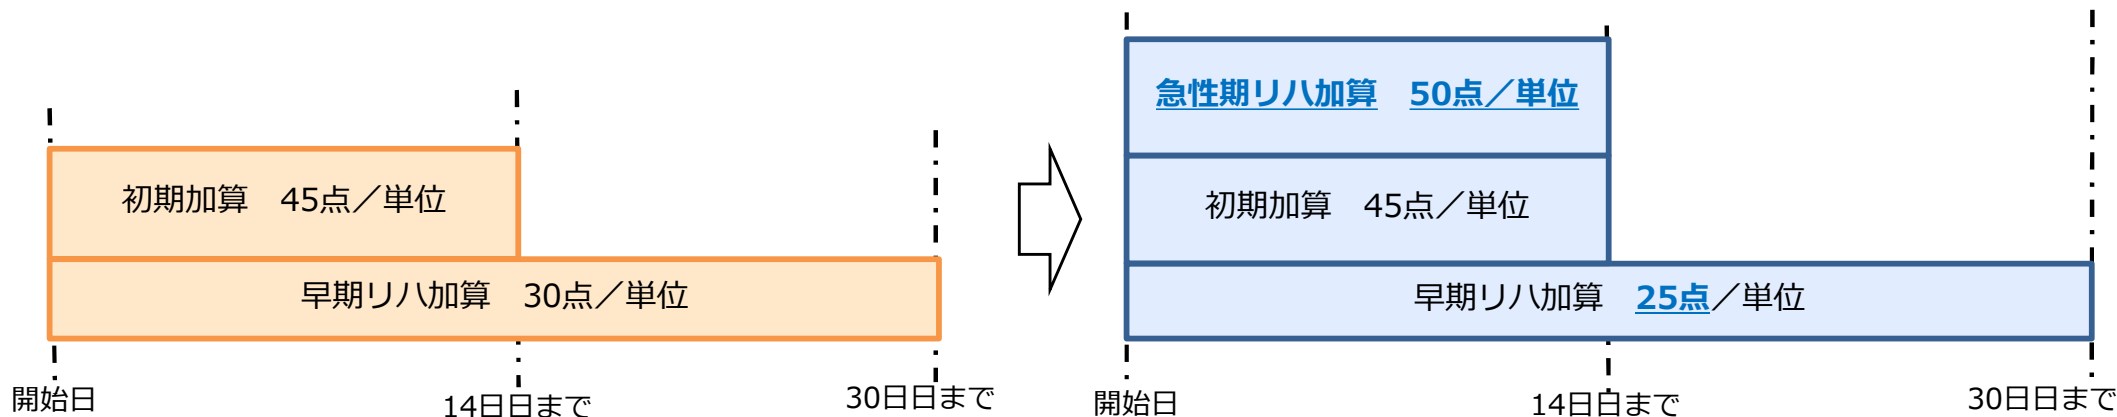 初期加算　45点／単位
早期リハ加算　30点／単位
開始日
14日日まで
30日日まで
急性期リハ加算　50点／単位
初期加算　45点／単位
早期リハ加算　25点／単位
開始日
14日日まで
30日日まで